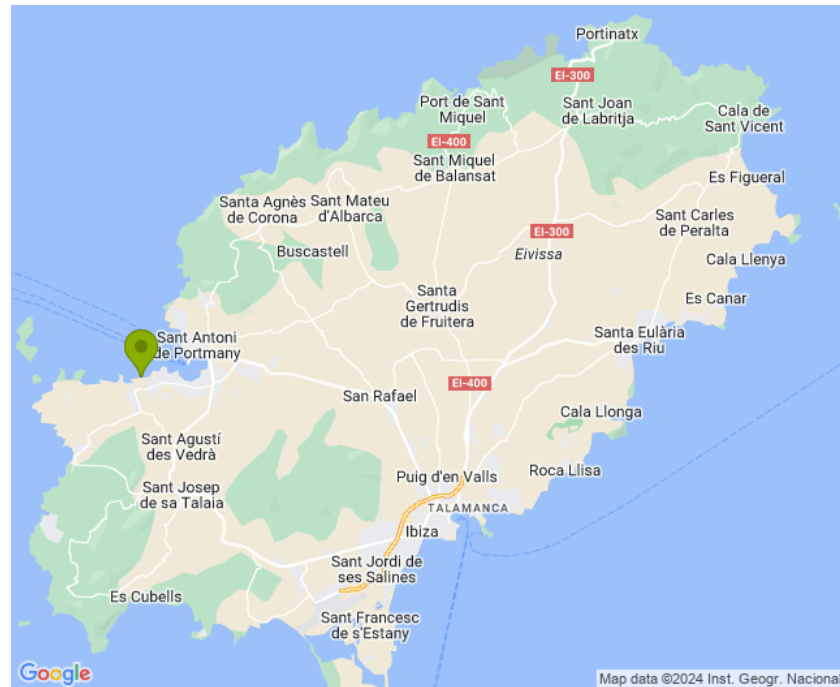 Portinatx
EI-300
Port de Sant
Miquel
Sant Joan
de Labritja
Cala de
Sant Vicent
EI-400
Sant Miquel
de Balansat
Es Figueral
Santa Agnès
de Corona
Sant Mateu
d'Albarca
Sant Carles
de Peralta
EI-300
Buscastell
Eivissa
Cala Llenya
Santa
Gertrudis
de Fruitera
Es Canar
Sant Antoni
de Portmany
Santa Eulària
des Riu
EI-400
San Rafael
Cala Llonga
Sant Agustí
des Vedrà
Roca Llisa
Puig d'en Valls
Sant Josep
de sa Talaia
TALAMANCA
Ibiza
Sant Jordi de
ses Salines
Es Cubells
Sant Francesc
de s'Estany
Google
Map data ©2024 Inst. Geogr. Nacional